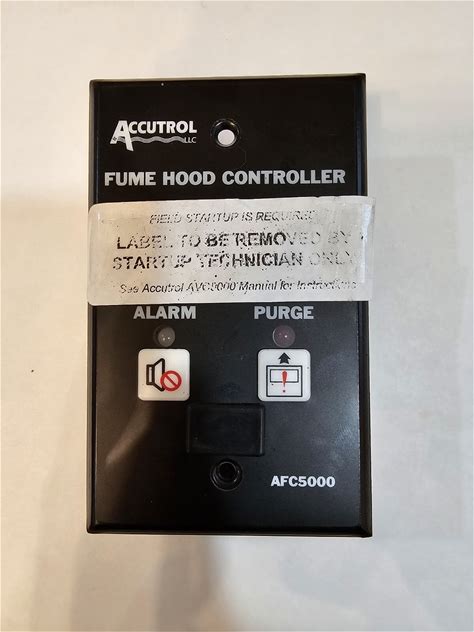 ACCUTROL
LLC
FUME HOOD CONTROLLER
FIELD STARTUP IS REQUIRED
LABEL TO BE REMOVED BY
STARTUP TECHNICIAN ONLY
See Accutrol AVC5000 Manual for Instructions
ALARM PURGE
AFC5000